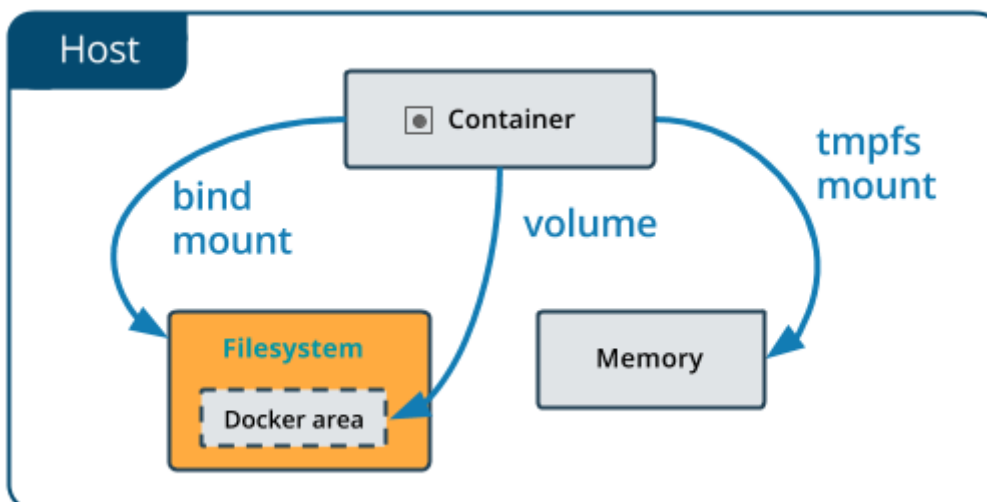 Host
Container
tmpfs
mount
bind
mount
volume
Filesystem
Memory
Docker area